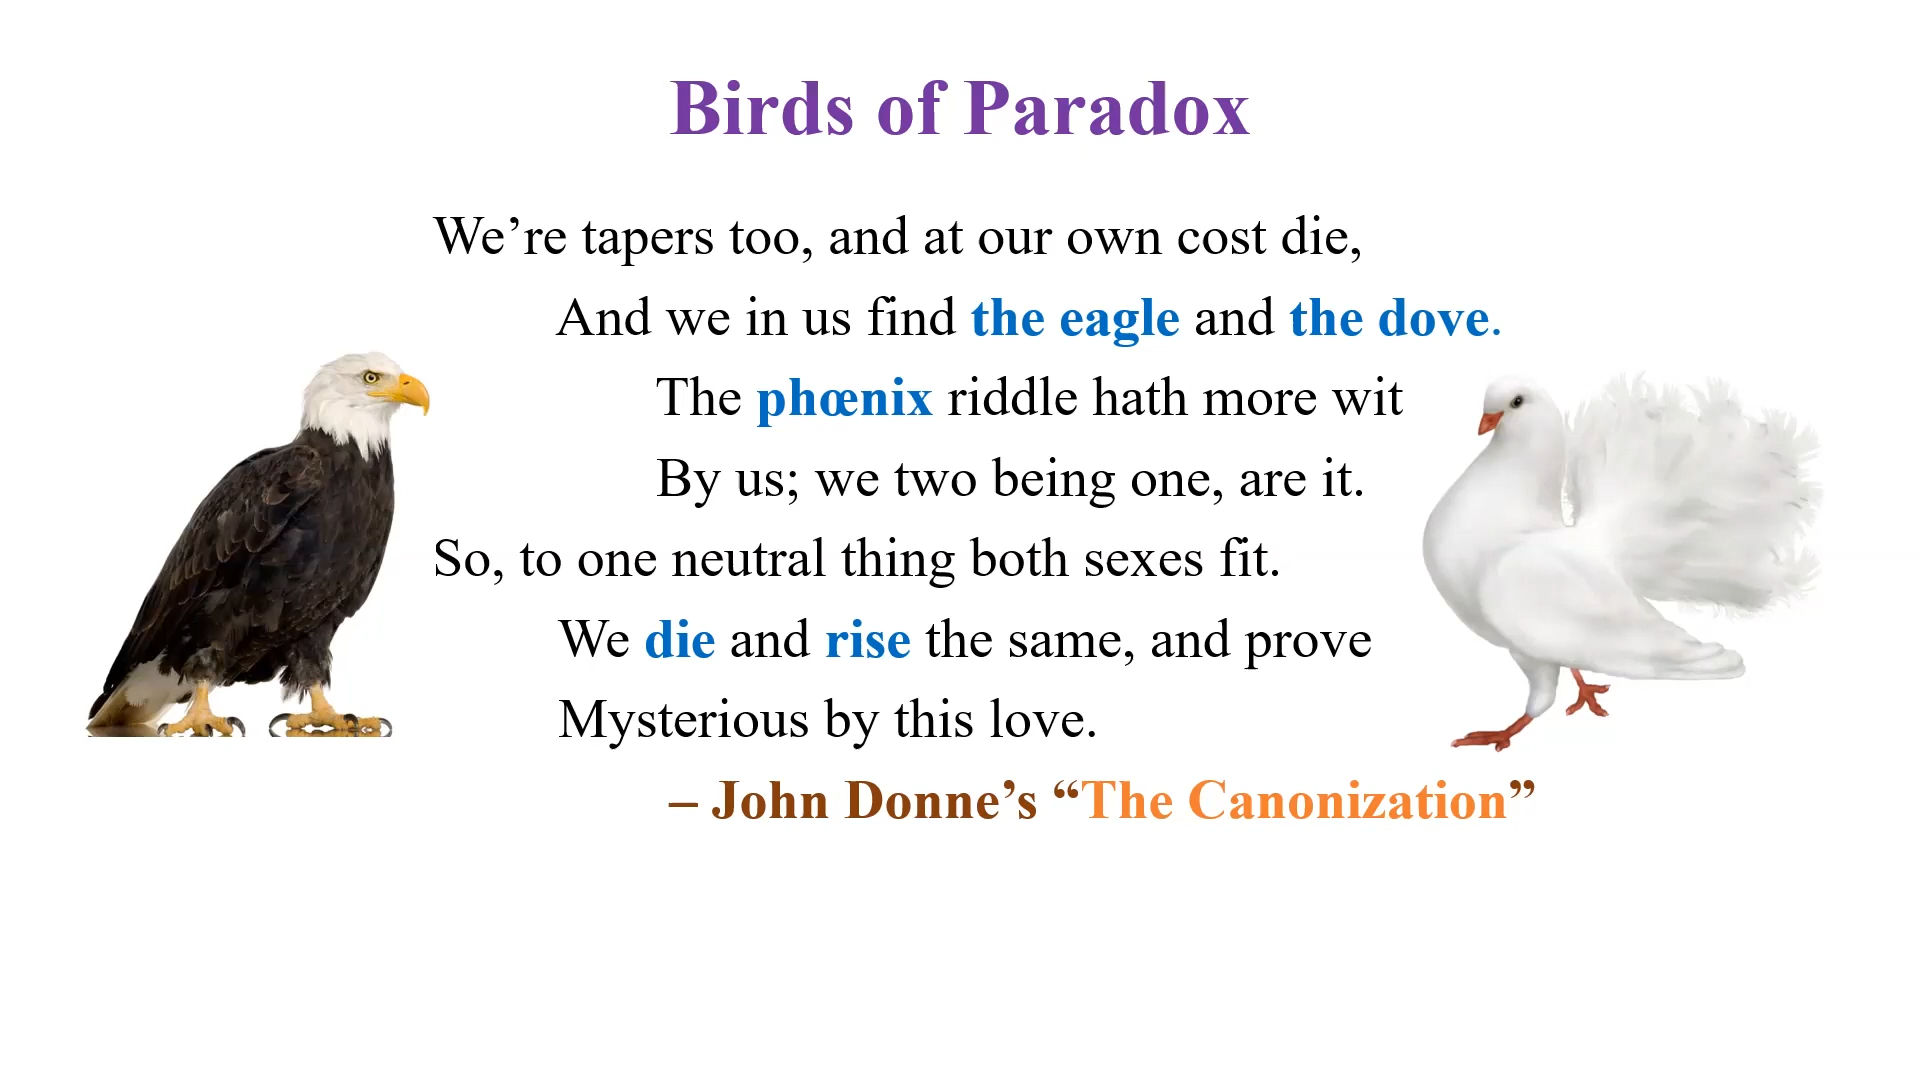 Birds of Paradox
We’re tapers too, and at our own cost die,
And we in us find the eagle and the dove.
The phœnix riddle hath more wit
By us; we two being one, are it.
So, to one neutral thing both sexes fit.
We die and rise the same, and prove
Mysterious by this love.
– John Donne’s “The Canonization”